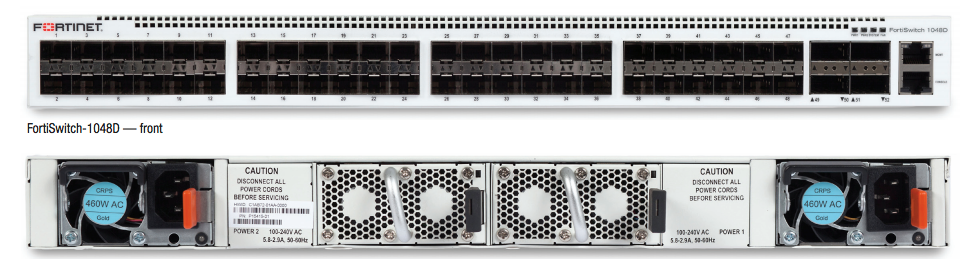 FORTINET
FortiSwitch 1048D
1 3 5 7 9 11 13 15 17 19 21 23 25 27 29 31 33 35 37 39 41 43 45 47
2 4 6 8 10 12 14 16 18 20 22 24 26 28 30 32 34 36 38 40 42 44 46 48 ▲49 ▼50 ▲51 ▼52
FortiSwitch-1048D — front
CRPS
460W AC
Gold
CAUTION
DISCONNECT ALL
POWER CORDS
BEFORE SERVICING
POWER 2 100-240V AC
5.8-2.9A, 50-60Hz
CAUTION
DISCONNECT ALL
POWER CORDS
BEFORE SERVICING
100-240V AC POWER 1
5.8-2.9A, 50-60Hz
CRPS
460W AC
Gold